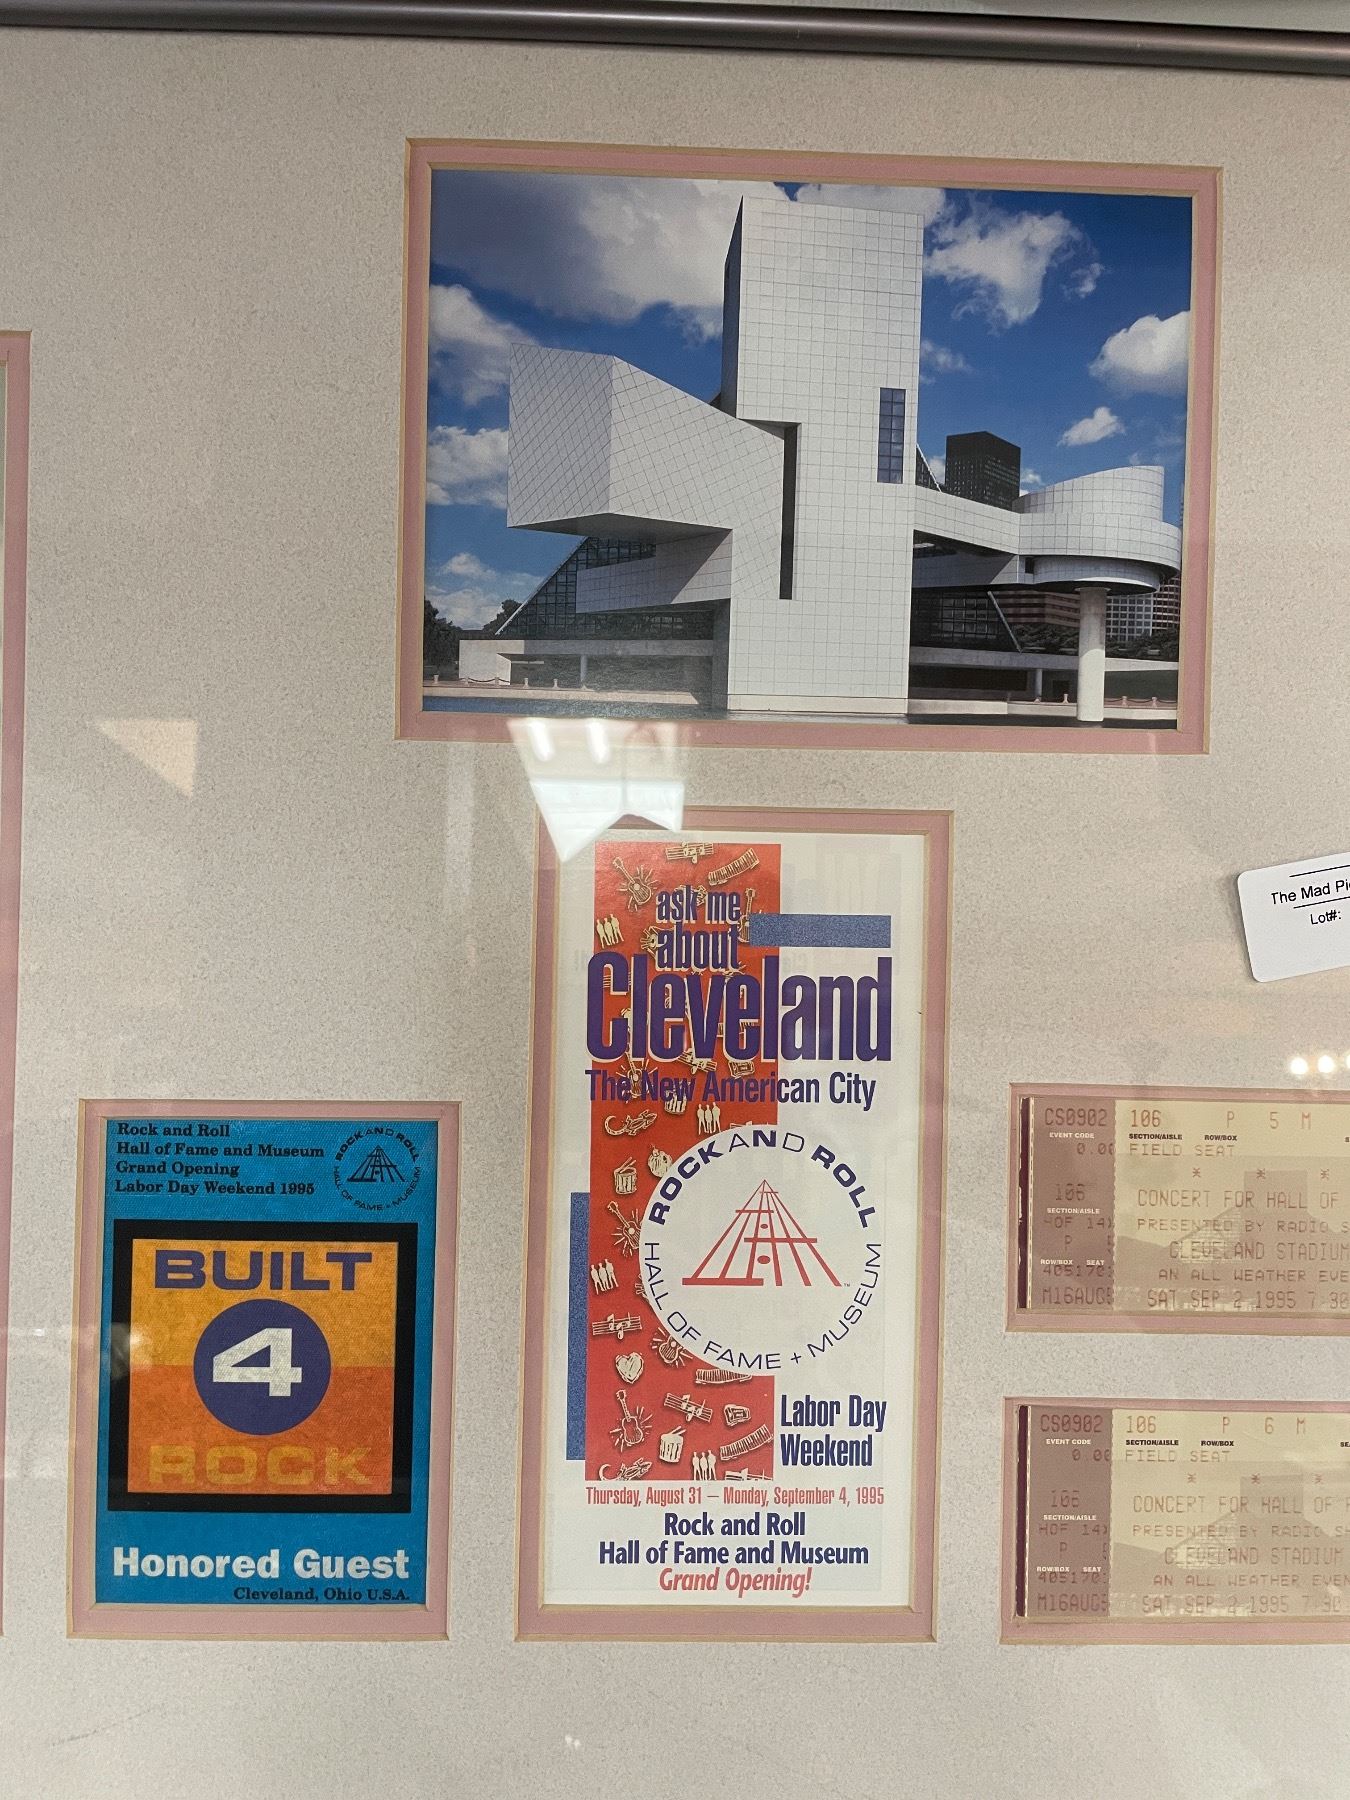 ask me
about
Cleveland
The New American City
ROCK AND ROLL
HALL OF FAME + MUSEUM
Labor Day
Weekend
Thursday, August 31 — Monday, September 4, 1995
Rock and Roll
Hall of Fame and Museum
Grand Opening!
Rock and Roll
Hall of Fame and Museum
Grand Opening
Labor Day Weekend 1995
ROCK AND ROLL
HALL OF FAME + MUSEUM
BUILT
4
ROCK
Honored Guest
Cleveland, Ohio U.S.A.
The Mad
Lot#:
CS0902 106 P 5 M
EVENT CODE SECTION/AISLE ROW/BOX
FIELD SEAT
* * *
106 CONCERT FOR HALL OF
SECTION/AISLE
PRESENTED BY RADIO
P CLEVELAND STADIUM
ROW/BOX SEAT
AN ALL WEATHER
SAT SEP 2 1995
CS0902 106 P 6 M
EVENT CODE SECTION/AISLE ROW/BOX
FIELD SEAT
* * *
106 CONCERT FOR HALL OF
SECTION/AISLE
HOF PRESENTED BY RADIO
P CLEVELAND STADIUM
ROW/BOX SEAT
AN ALL WEATHER
SAT SEP 2 1995